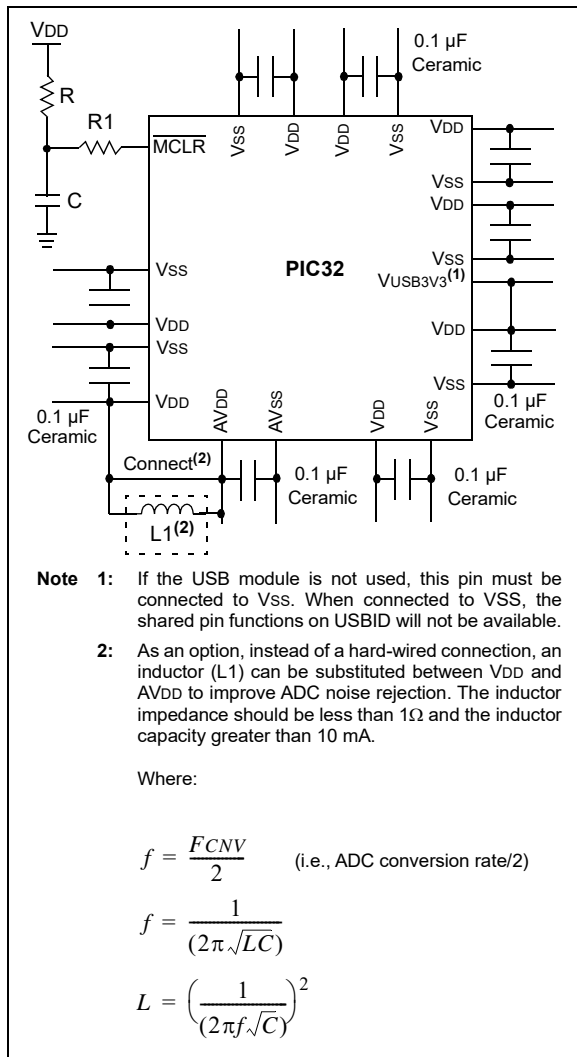 VDD
R
R1
C
0.1 µF
Ceramic
MCLR
VSS
VDD
VDD
VSS
VDD
VSS
VDD
VSS
VUSB3V3(1)
VDD
VSS
PIC32
VSS
VDD
VSS
VDD
0.1 µF
Ceramic
AVDD
AVSS
VDD
VSS
0.1 µF
Ceramic
Connect(2)
L1(2)
0.1 µF
Ceramic
0.1 µF
Ceramic
Note 1: If the USB module is not used, this pin must be
connected to VSS. When connected to VSS, the
shared pin functions on USBID will not be available.
2: As an option, instead of a hard-wired connection, an
inductor (L1) can be substituted between VDD and
AVDD to improve ADC noise rejection. The inductor
impedance should be less than 1Ω and the inductor
capacity greater than 10 mA.
Where:
f = FCNV / 2 (i.e., ADC conversion rate/2)
f = 1 / (2π√LC)
L = (1 / (2πf√C))²